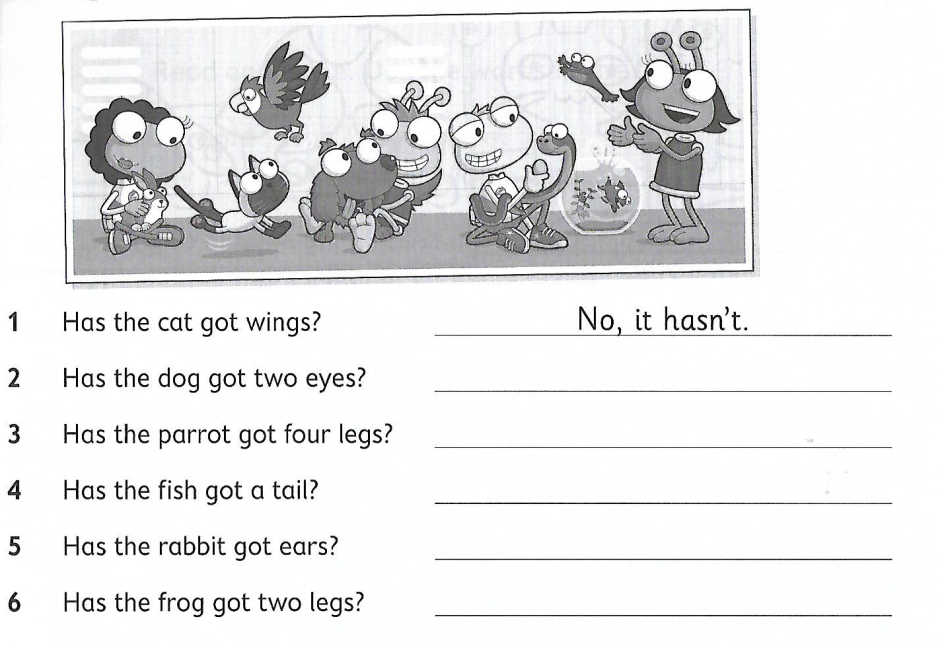 1 Has the cat got wings? No, it hasn't.
2 Has the dog got two eyes?
3 Has the parrot got four legs?
4 Has the fish got a tail?
5 Has the rabbit got ears?
6 Has the frog got two legs?